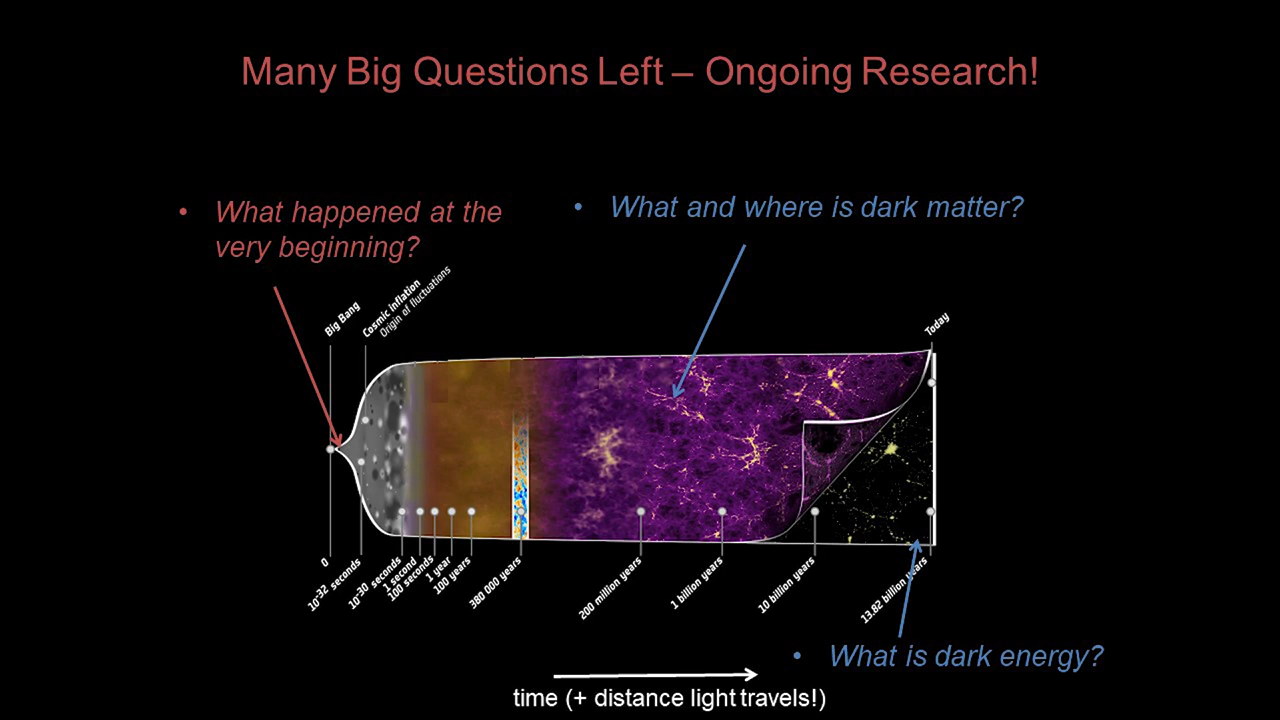 Many Big Questions Left – Ongoing Research!
• What happened at the
very beginning?
• What and where is dark matter?
Big Bang
Cosmic inflation
Origin of fluctuations
Today
0
10-32 seconds
10-30 seconds
1 second
100 seconds
1 year
100 years
380 000 years
200 million years
1 billion years
10 billion years
13.82 billion years
• What is dark energy?
time (+ distance light travels!)